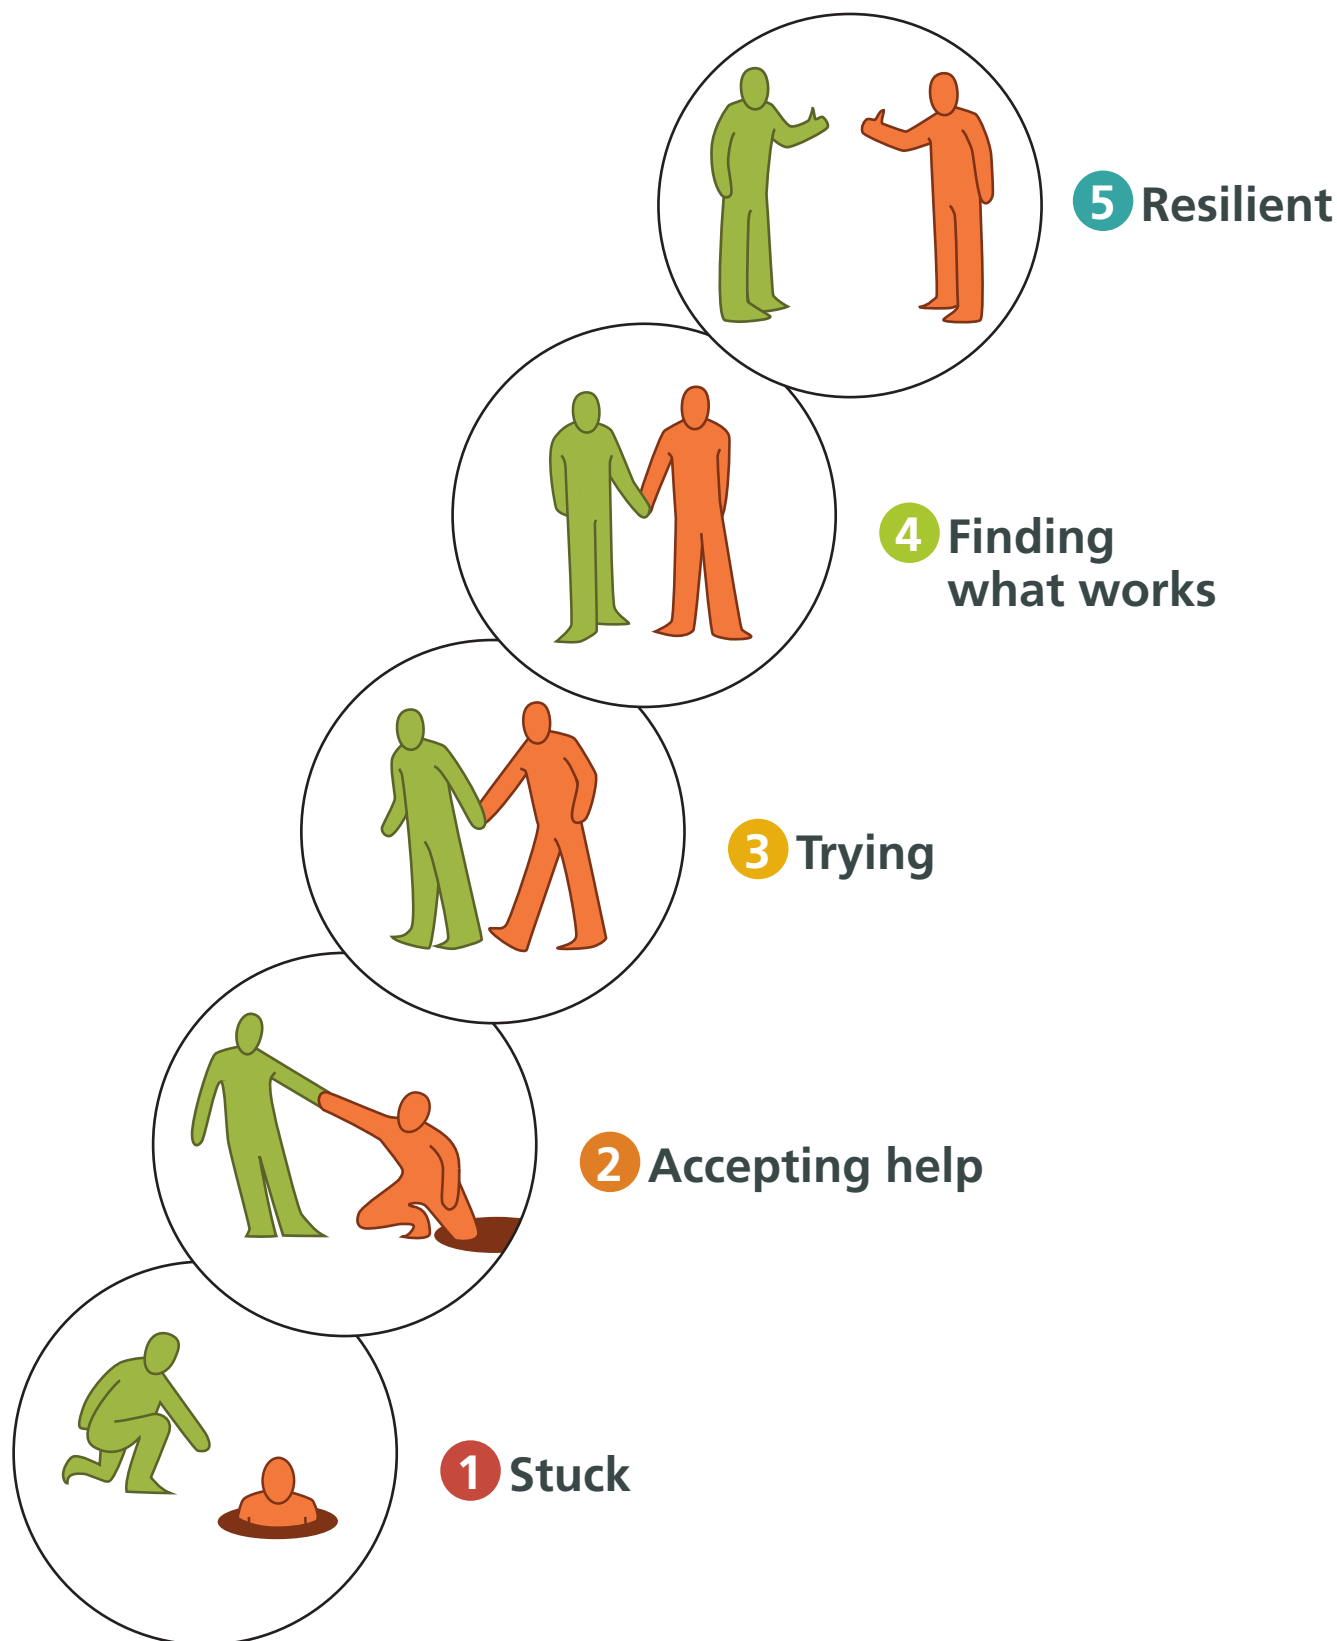 5 Resilient
4 Finding
what works
3 Trying
2 Accepting help
1 Stuck